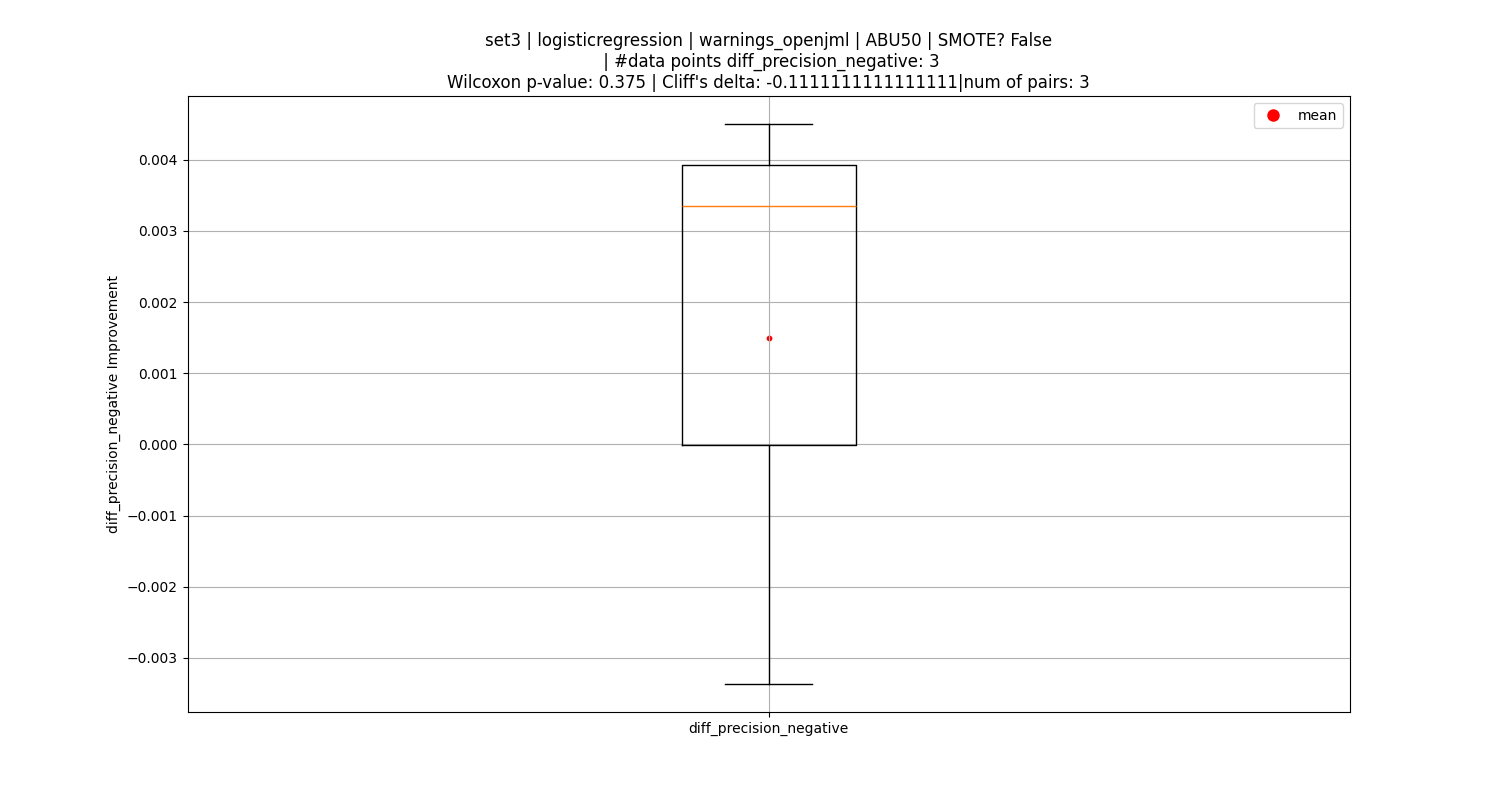 set3 | logisticregression | warnings_openjml | ABU50 | SMOTE? False
| #data points diff_precision_negative: 3
Wilcoxon p-value: 0.375 | Cliff's delta: -0.1111111111111111|num of pairs: 3
mean
0.004
0.003
0.002
0.001
0.000
−0.001
−0.002
−0.003
diff_precision_negative Improvement
diff_precision_negative